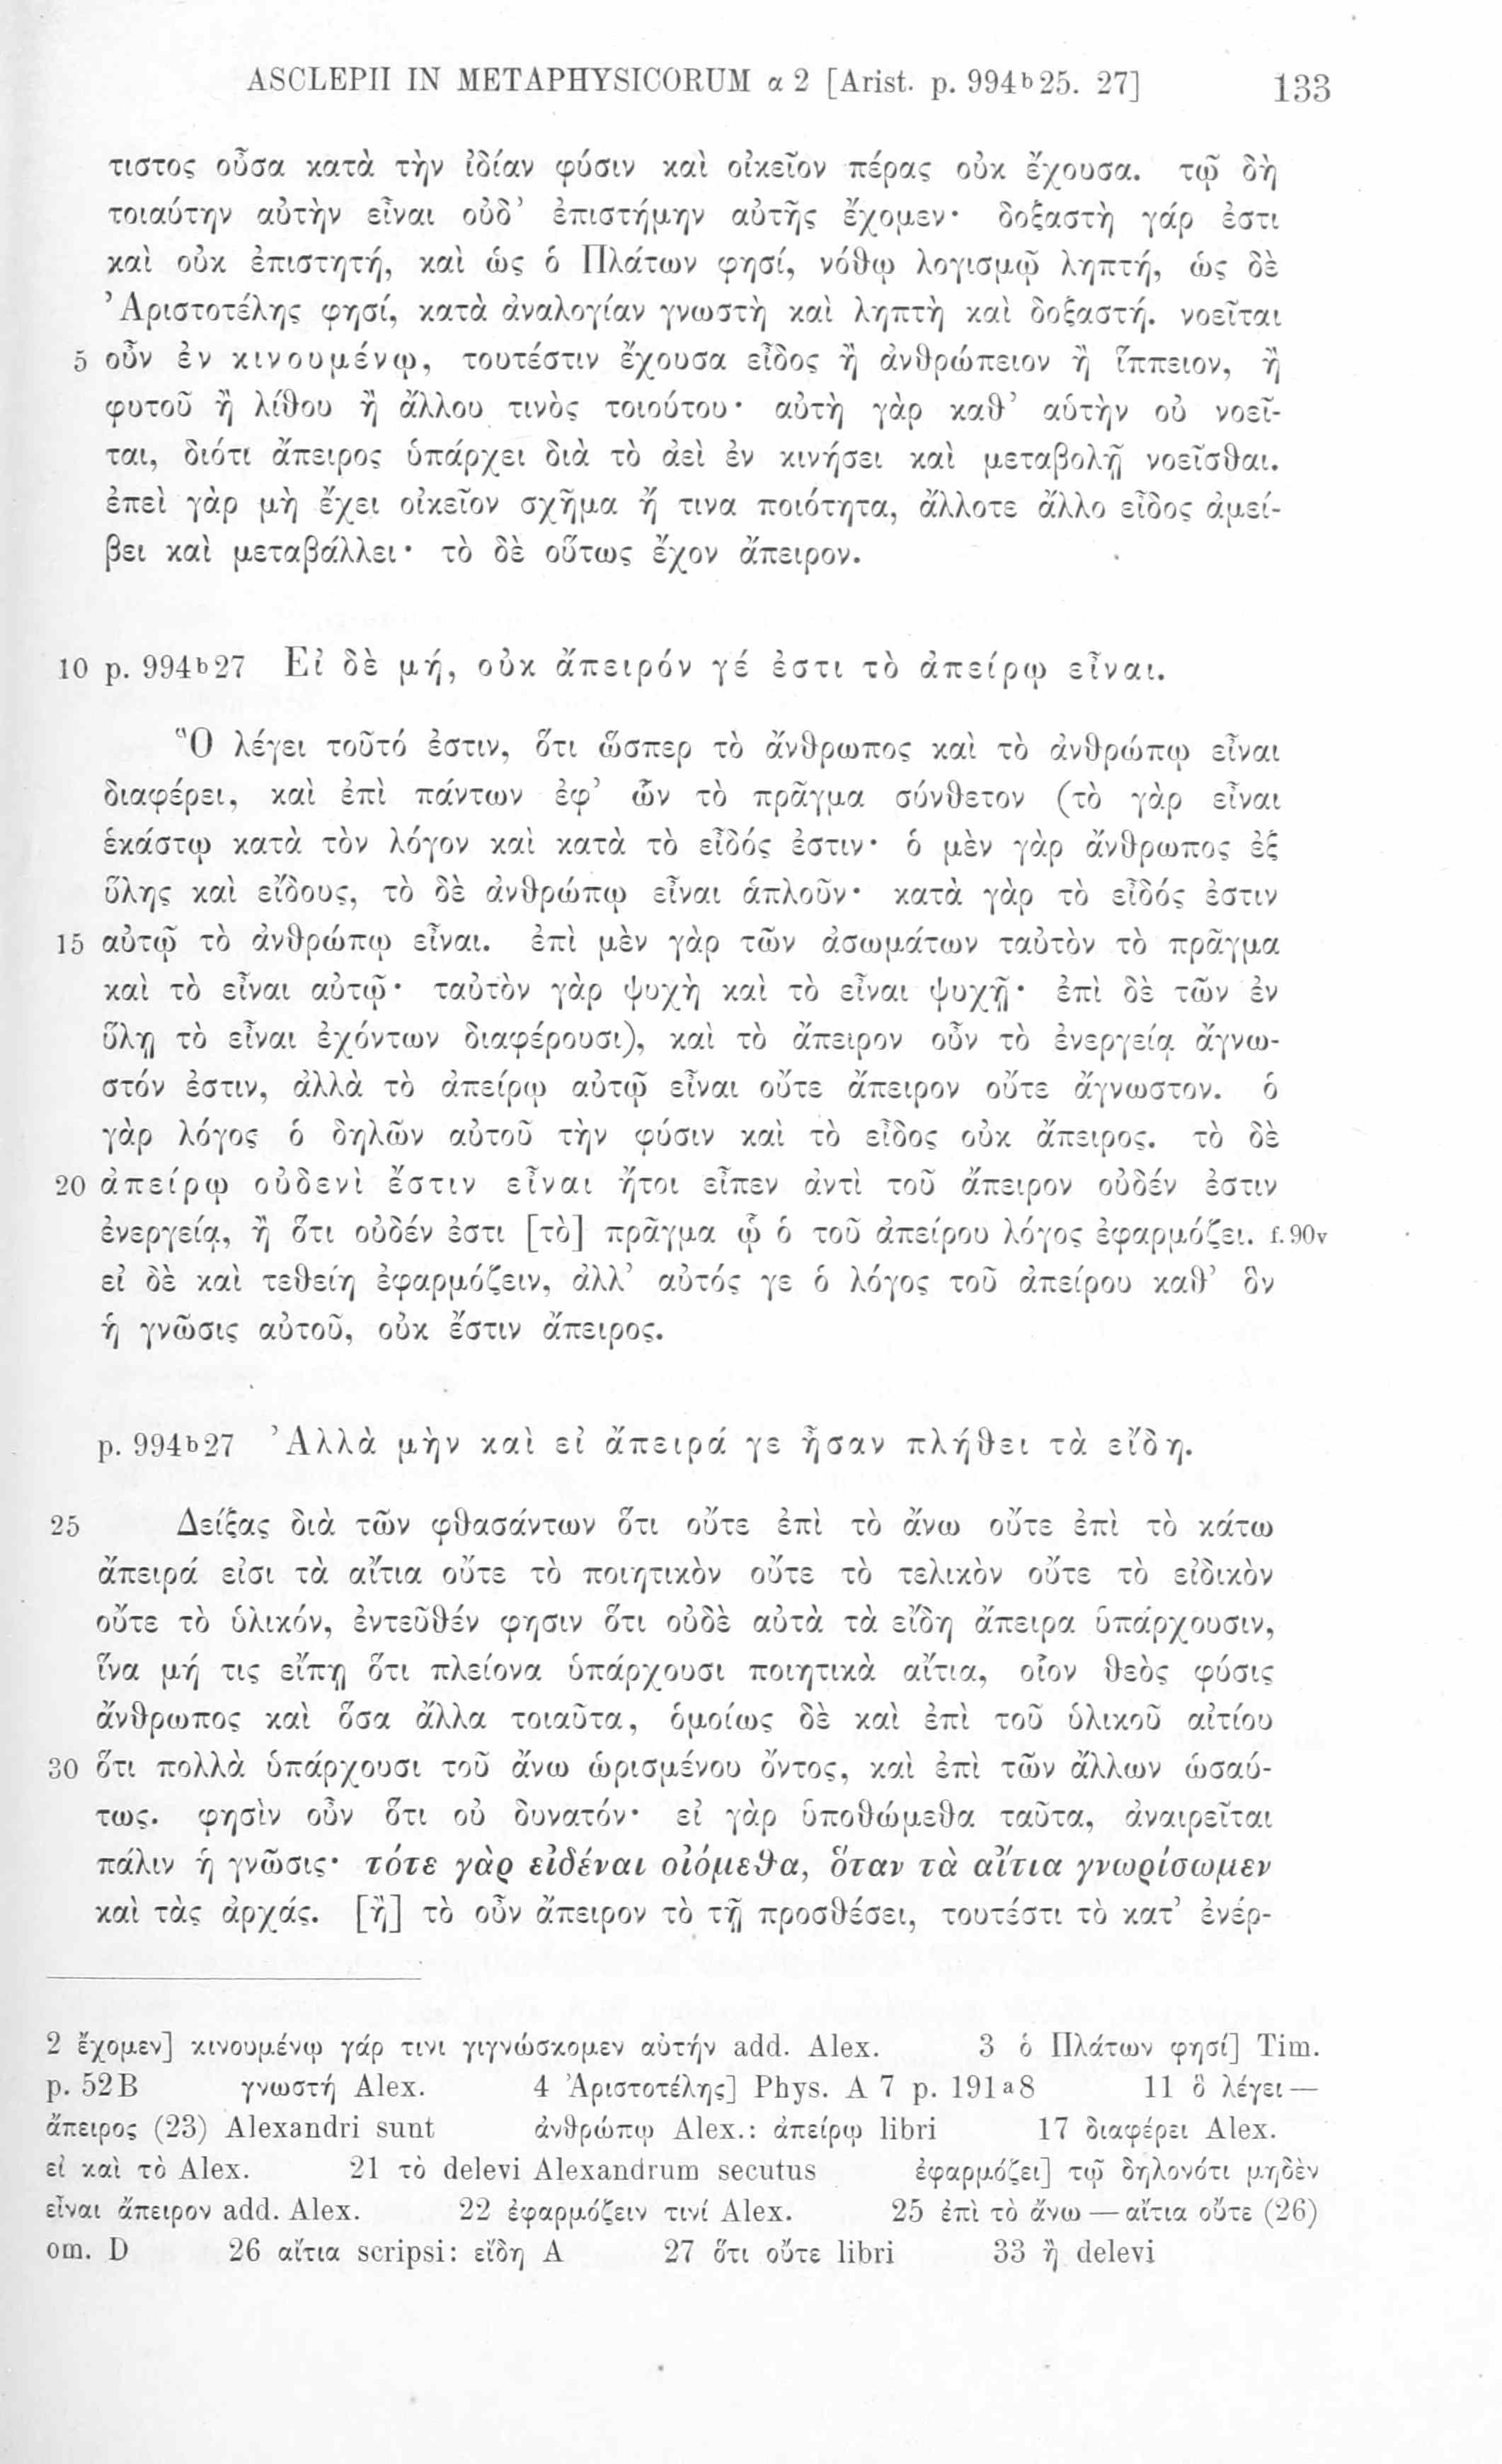 ASCLEPII IN METAPHYSICORUM α 2 [Arist. p. 994ᵇ25. 27] 133
τιστος οὖσα κατὰ τὴν ἰδίαν φύσιν καὶ οἰκεῖον πέρας οὐκ ἔχουσα. τῷ δὴ
τοιαύτην αὐτὴν εἶναι οὐδ’ ἐπιστήμην αὐτῆς ἔχομεν· δοξαστὴ γάρ ἐστι
καὶ οὐκ ἐπιστητή, καὶ ὡς ὁ Πλάτων φησί, νόθῳ λογισμῷ ληπτή, ὡς δὲ
Ἀριστοτέλης φησί, κατὰ ἀναλογίαν γνωστὴ καὶ ληπτὴ καὶ δοξαστή. νοεῖται
5 οὖν ἐν κινουμένῳ, τουτέστιν ἔχουσα εἶδος ἢ ἀνθρώπειον ἢ ἵππειον, ἢ
φυτοῦ ἢ λίθου ἢ ἄλλου τινὸς τοιούτου· αὐτὴ γὰρ καθ’ αὑτὴν οὐ νοεῖ-
ται, διότι ἄπειρος ὑπάρχει διὰ τὸ ἀεὶ ἐν κινήσει καὶ μεταβολῇ νοεῖσθαι.
ἐπεὶ γὰρ μὴ ἔχει οἰκεῖον σχῆμα ἤ τινα ποιότητα, ἄλλοτε ἄλλο εἶδος ἀμεί-
βει καὶ μεταβάλλει· τὸ δὲ οὕτως ἔχον ἄπειρον.
10 p. 994ᵇ27 Εἰ δὲ μή, οὐκ ἄπειρόν γέ ἐστι τὸ ἀπείρῳ εἶναι.
Ὃ λέγει τοῦτό ἐστιν, ὅτι ὥσπερ τὸ ἄνθρωπος καὶ τὸ ἀνθρώπῳ εἶναι
διαφέρει, καὶ ἐπὶ πάντων ἐφ’ ὧν τὸ πρᾶγμα σύνθετον (τὸ γὰρ εἶναι
ἑκάστῳ κατὰ τὸν λόγον καὶ κατὰ τὸ εἶδός ἐστιν· ὁ μὲν γὰρ ἄνθρωπος ἐξ
ὕλης καὶ εἴδους, τὸ δὲ ἀνθρώπῳ εἶναι ἁπλοῦν· κατὰ γὰρ τὸ εἶδός ἐστιν
15 αὐτῷ τὸ ἀνθρώπῳ εἶναι. ἐπὶ μὲν γὰρ τῶν ἀσωμάτων ταὐτὸν τὸ πρᾶγμα
καὶ τὸ εἶναι αὐτῷ· ταὐτὸν γὰρ ψυχὴ καὶ τὸ εἶναι ψυχῇ· ἐπὶ δὲ τῶν ἐν
ὕλῃ τὸ εἶναι ἐχόντων διαφέρουσι), καὶ τὸ ἄπειρον οὖν τὸ ἐνεργείᾳ ἄγνω-
στόν ἐστιν, ἀλλὰ τὸ ἀπείρῳ αὐτῷ εἶναι οὔτε ἄπειρον οὔτε ἄγνωστον. ὁ
γὰρ λόγος ὁ δηλῶν αὐτοῦ τὴν φύσιν καὶ τὸ εἶδος οὐκ ἄπειρος. τὸ δὲ
20 ἀπείρῳ οὐδενὶ ἔστιν εἶναι ἤτοι εἶπεν ἀντὶ τοῦ ἄπειρον οὐδέν ἐστιν
ἐνεργείᾳ, ἢ ὅτι οὐδέν ἐστι [τὸ] πρᾶγμα ᾧ ὁ τοῦ ἀπείρου λόγος ἐφαρμόζει. f.90v
εἰ δὲ καὶ τεθείη ἐφαρμόζειν, ἀλλ’ αὐτός γε ὁ λόγος τοῦ ἀπείρου καθ’ ὃν
ἡ γνῶσις αὐτοῦ, οὐκ ἔστιν ἄπειρος.
p. 994ᵇ27 Ἀλλὰ μὴν καὶ εἰ ἄπειρά γε ἦσαν πλήθει τὰ εἴδη.
25 Δείξας διὰ τῶν φθασάντων ὅτι οὔτε ἐπὶ τὸ ἄνω οὔτε ἐπὶ τὸ κάτω
ἄπειρά εἰσι τὰ αἴτια οὔτε τὸ ποιητικὸν οὔτε τὸ τελικὸν οὔτε τὸ εἰδικὸν
οὔτε τὸ ὑλικόν, ἐντεῦθέν φησιν ὅτι οὐδὲ αὐτὰ τὰ εἴδη ἄπειρα ὑπάρχουσιν,
ἵνα μή τις εἴπῃ ὅτι πλείονα ὑπάρχουσι ποιητικὰ αἴτια, οἷον θεὸς φύσις
ἄνθρωπος καὶ ὅσα ἄλλα τοιαῦτα, ὁμοίως δὲ καὶ ἐπὶ τοῦ ὑλικοῦ αἰτίου
30 ὅτι πολλὰ ὑπάρχουσι τοῦ ἄνω ὡρισμένου ὄντος, καὶ ἐπὶ τῶν ἄλλων ὡσαύ-
τως. φησὶν οὖν ὅτι οὐ δυνατόν· εἰ γὰρ ὑποθώμεθα ταῦτα, ἀναιρεῖται
πάλιν ἡ γνῶσις· τότε γὰρ εἰδέναι οἰόμεθα, ὅταν τὰ αἴτια γνωρίσωμεν
καὶ τὰς ἀρχάς. [ἢ] τὸ οὖν ἄπειρον τὸ τῇ προσθέσει, τουτέστι τὸ κατ’ ἐνέρ-
2 ἔχομεν] κινουμένῳ γάρ τινι γιγνώσκομεν αὐτήν add. Alex. 3 ὁ Πλάτων φησί] Tim.
p. 52B γνωστή Alex. 4 Ἀριστοτέλης] Phys. A 7 p. 191ᵃ8 11 ὃ λέγει—
ἄπειρος (23) Alexandri sunt ἀνθρώπῳ Alex.: ἀπείρῳ libri 17 διαφέρει Alex.
εἰ καὶ τὸ Alex. 21 τὸ delevi Alexandrum secutus ἐφαρμόζει] τῷ δηλονότι μηδὲν
εἶναι ἄπειρον add. Alex. 22 ἐφαρμόζειν τινί Alex. 25 ἐπὶ τὸ ἄνω — αἴτια οὔτε (26)
om. D 26 αἴτια scripsi: εἴδη A 27 ὅτι οὔτε libri 33 ἢ delevi